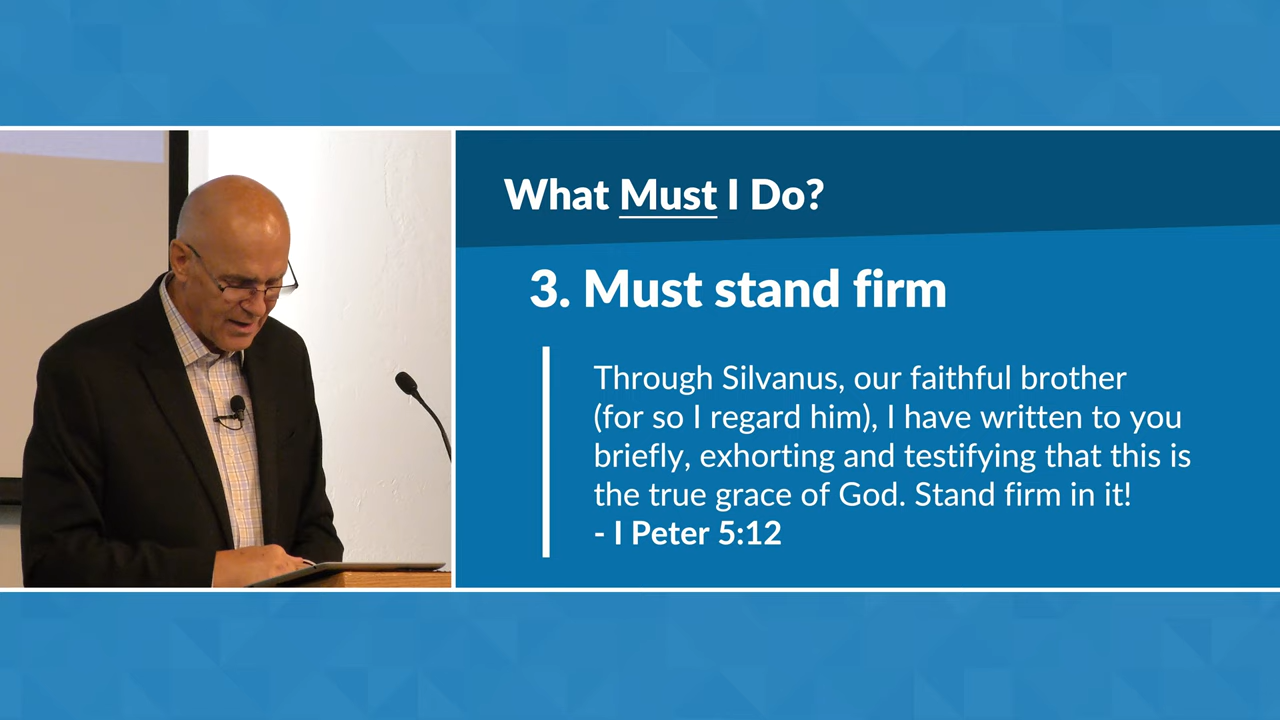 What Must I Do?
3. Must stand firm
Through Silvanus, our faithful brother
(for so I regard him), I have written to you
briefly, exhorting and testifying that this is
the true grace of God. Stand firm in it!
- I Peter 5:12